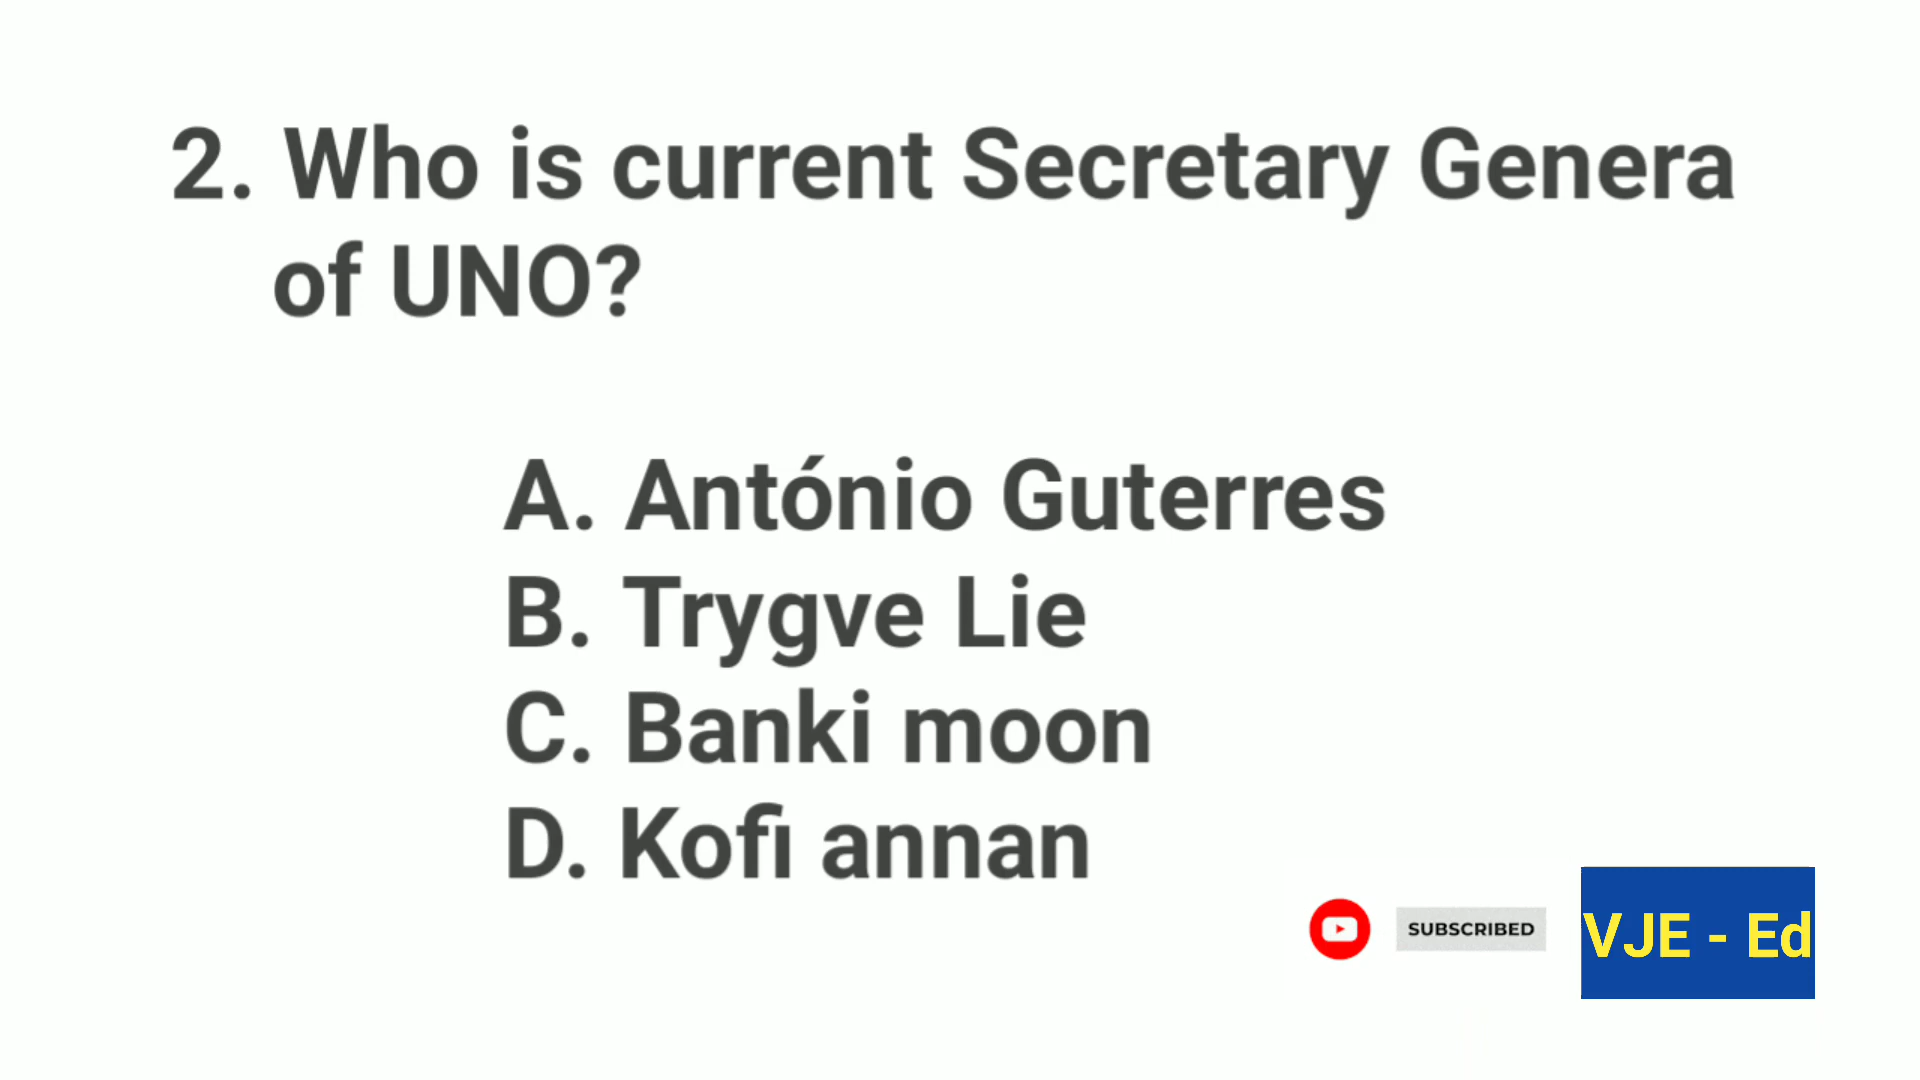 2. Who is current Secretary Genera
of UNO?
A. António Guterres
B. Trygve Lie
C. Banki moon
D. Kofi annan
SUBSCRIBED
VJE - Ed